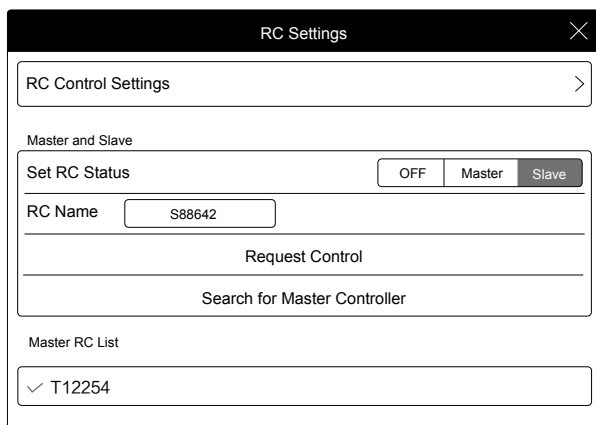 RC Settings
RC Control Settings
Master and Slave
Set RC Status OFF Master Slave
RC Name S88642
Request Control
Search for Master Controller
Master RC List
T12254